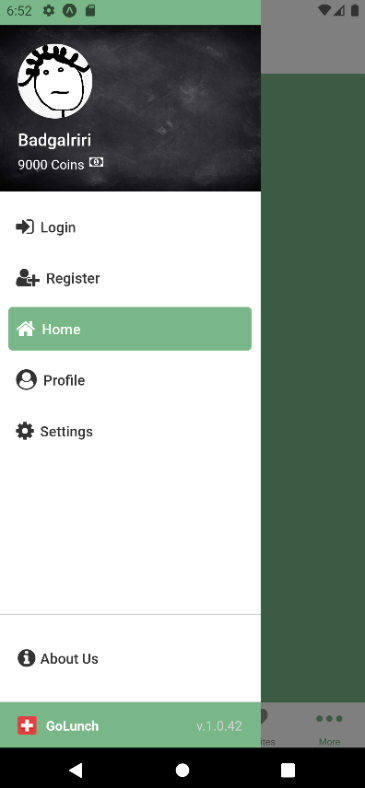 6:52
Badgalriri
9000 Coins
Login
Register
Home
Profile
Settings
About Us
GoLunch v.1.0.42
More